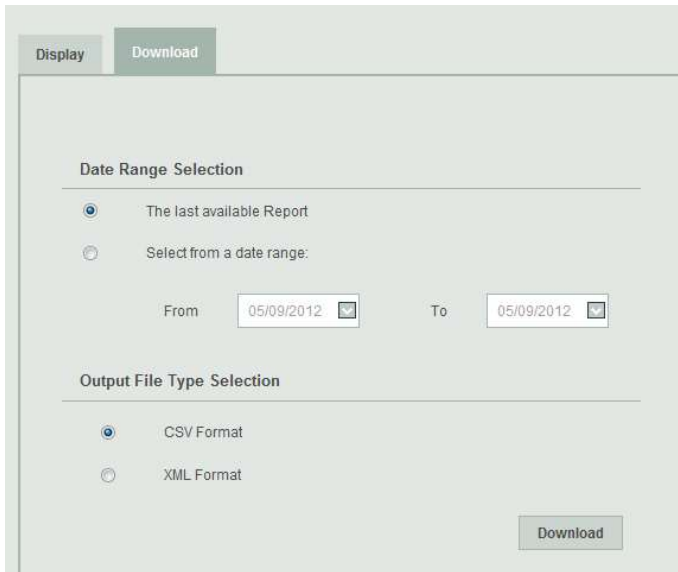 Display Download
Date Range Selection
The last available Report
Select from a date range:
From 05/09/2012 To 05/09/2012
Output File Type Selection
CSV Format
XML Format
Download